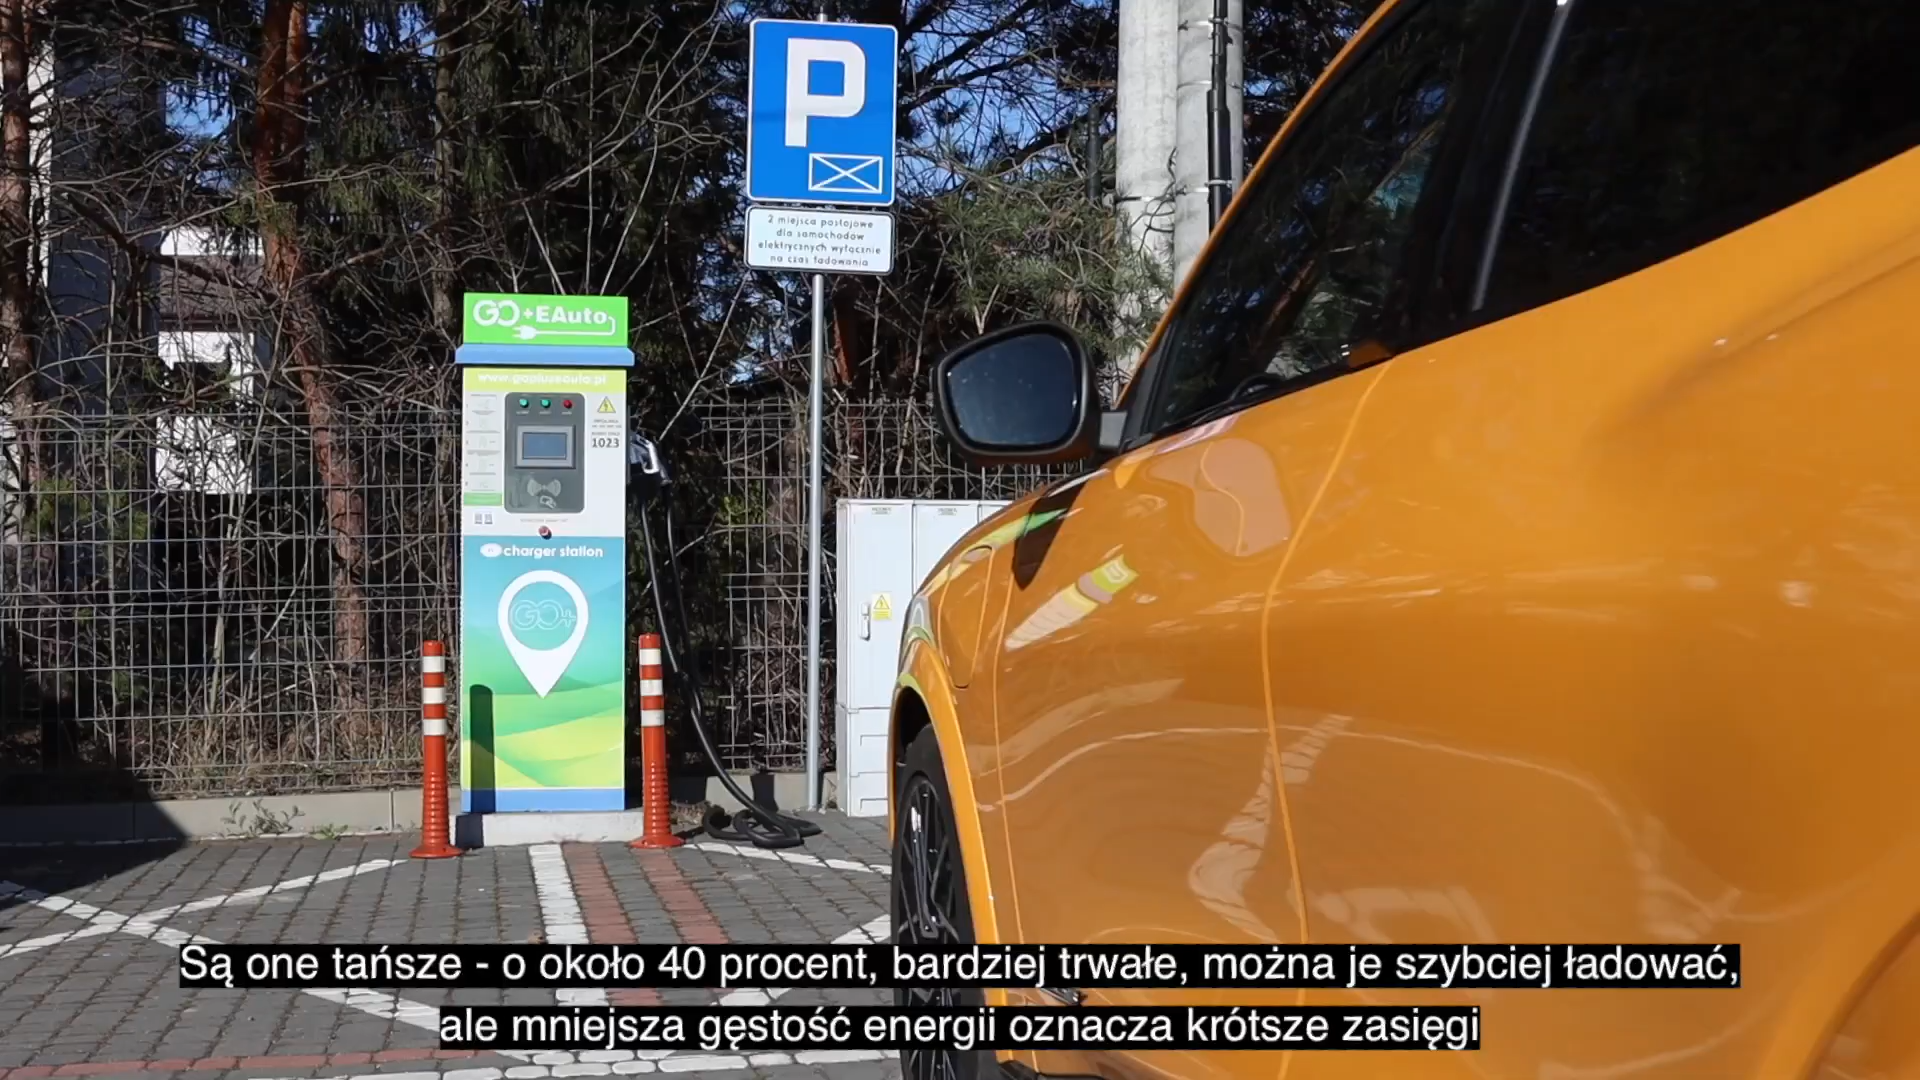 P
2 miejsca postojowe
dla samochodów
elektrycznych wyłącznie
na czas ładowania
GO+EAuto
www.gopluseauto.pl
1023
charger station
GO+
Są one tańsze - o około 40 procent, bardziej trwałe, można je szybciej ładować,
ale mniejsza gęstość energii oznacza krótsze zasięgi